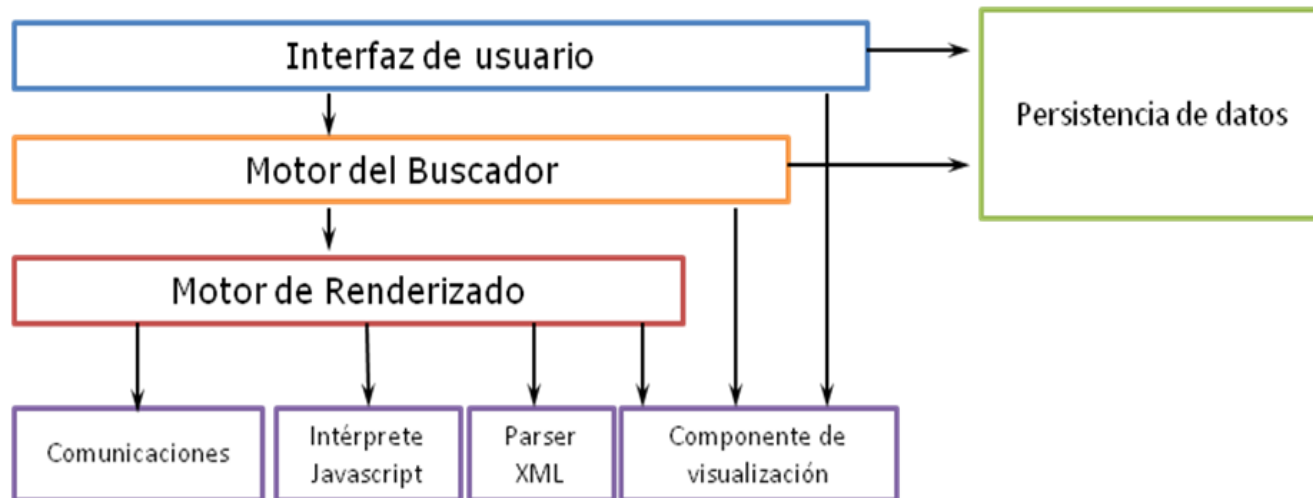 Interfaz de usuario
Persistencia de datos
Motor del Buscador
Motor de Renderizado
Comunicaciones
Intérprete
Javascript
Parser
XML
Componente de
visualización